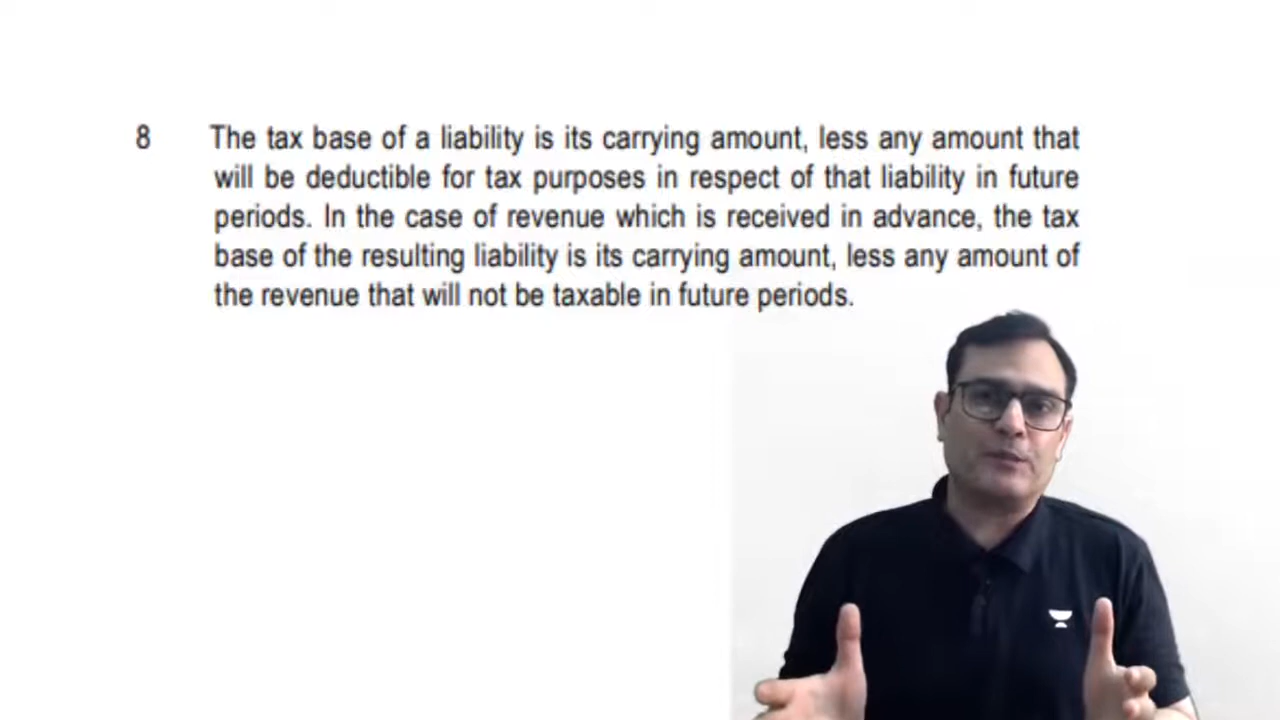 8 The tax base of a liability is its carrying amount, less any amount that
will be deductible for tax purposes in respect of that liability in future
periods. In the case of revenue which is received in advance, the tax
base of the resulting liability is its carrying amount, less any amount of
the revenue that will not be taxable in future periods.